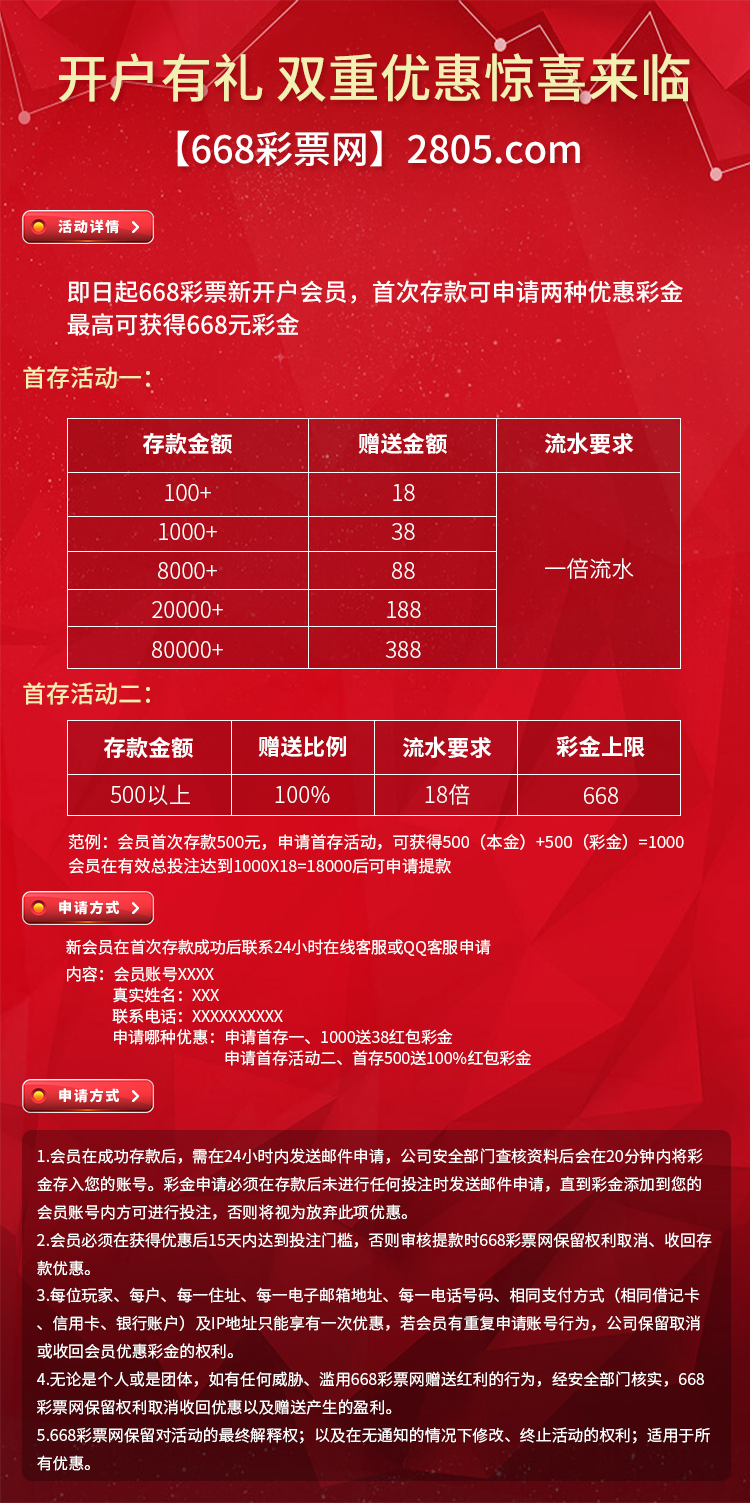 开户有礼 双重优惠惊喜来临
【668彩票网】2805.com
活动详情
即日起668彩票新开户会员，首次存款可申请两种优惠彩金
最高可获得668元彩金
首存活动一：
存款金额 赠送金额 流水要求
100+ 18
1000+ 38
8000+ 88
一倍流水
20000+ 188
80000+ 388
首存活动二：
存款金额 赠送比例 流水要求 彩金上限
500以上 100% 18倍 668
范例：会员首次存款500元，申请首存活动，可获得500（本金）+500（彩金）=1000
会员在有效总投注达到1000X18=18000后可申请提款
申请方式
新会员在首次存款成功后联系24小时在线客服或QQ客服申请
内容：会员账号XXXX
真实姓名：XXX
联系电话：XXXXXXXXXX
申请哪种优惠：申请首存一、1000送38红包彩金
申请首存活动二、首存500送100%红包彩金
申请方式
1.会员在成功存款后，需在24小时内发送邮件申请，公司安全部门查核资料后会在20分钟内将彩
金存入您的账号。彩金申请必须在存款后未进行任何投注时发送邮件申请，直到彩金添加到您的
会员账号内方可进行投注，否则将视为放弃此项优惠。
2.会员必须在获得优惠后15天内达到投注门槛，否则审核提款时668彩票网保留权利取消、收回存
款优惠。
3.每位玩家、每户、每一住址、每一电子邮箱地址、每一电话号码、相同支付方式（相同借记卡
、信用卡、银行账户）及IP地址只能享有一次优惠，若会员有重复申请账号行为，公司保留取消
或收回会员优惠彩金的权利。
4.无论是个人或是团体，如有任何威胁、滥用668彩票网赠送红利的行为，经安全部门核实，668
彩票网保留权利取消收回优惠以及赠送产生的盈利。
5.668彩票网保留对活动的最终解释权；以及在无通知的情况下修改、终止活动的权利；适用于所
有优惠。